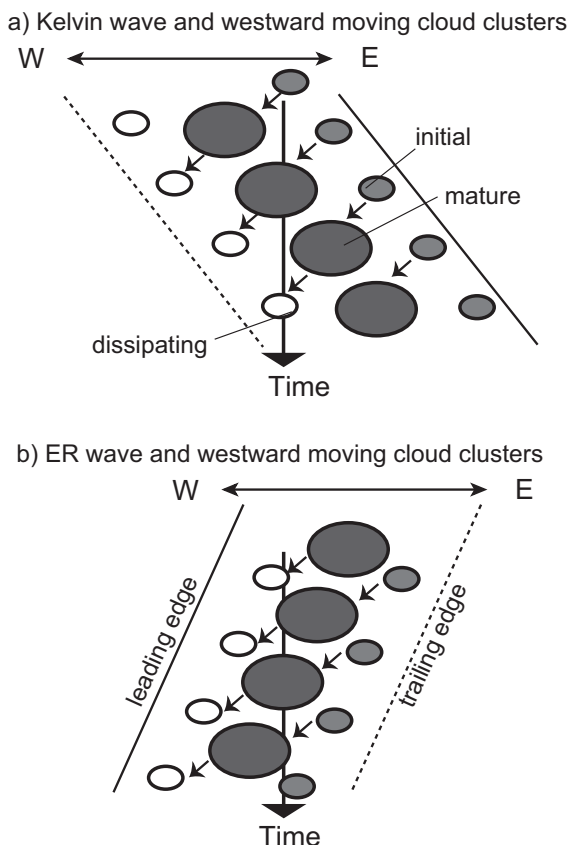 a) Kelvin wave and westward moving cloud clusters
W E
initial
mature
dissipating
Time
b) ER wave and westward moving cloud clusters
W E
leading edge
trailing edge
Time